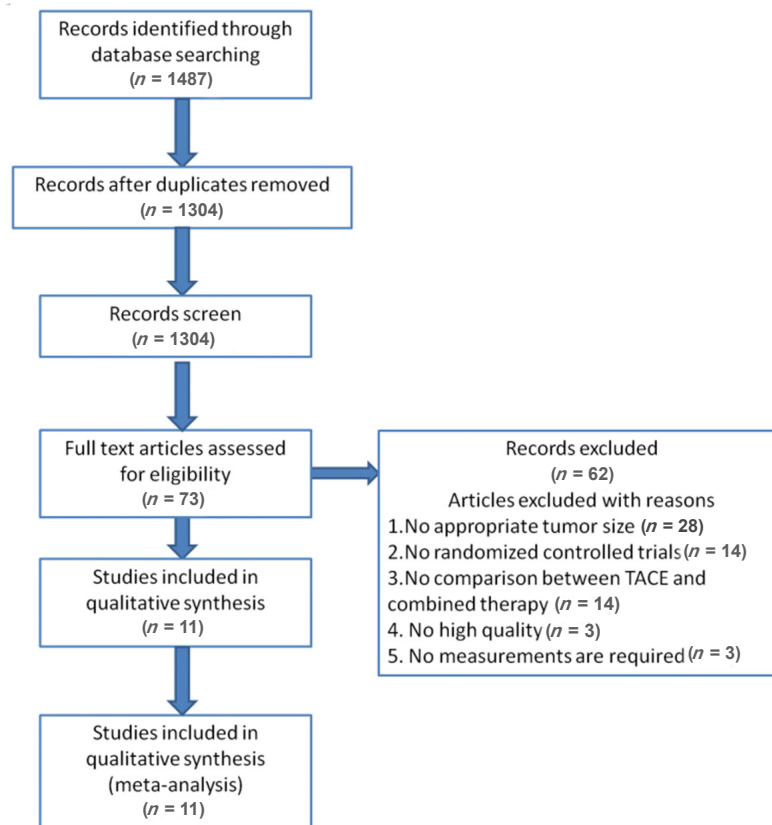 Records identified through
database searching
(n = 1487)
Records after duplicates removed
(n = 1304)
Records screen
(n = 1304)
Full text articles assessed
for eligibility
(n = 73)
Records excluded
(n = 62)
Articles excluded with reasons
1.No appropriate tumor size (n = 28)
2.No randomized controlled trials (n = 14)
3.No comparison between TACE and
combined therapy (n = 14)
4. No high quality (n = 3)
5. No measurements are required (n = 3)
Studies included in
qualitative synthesis
(n = 11)
Studies included in
qualitative synthesis
(meta-analysis)
(n = 11)